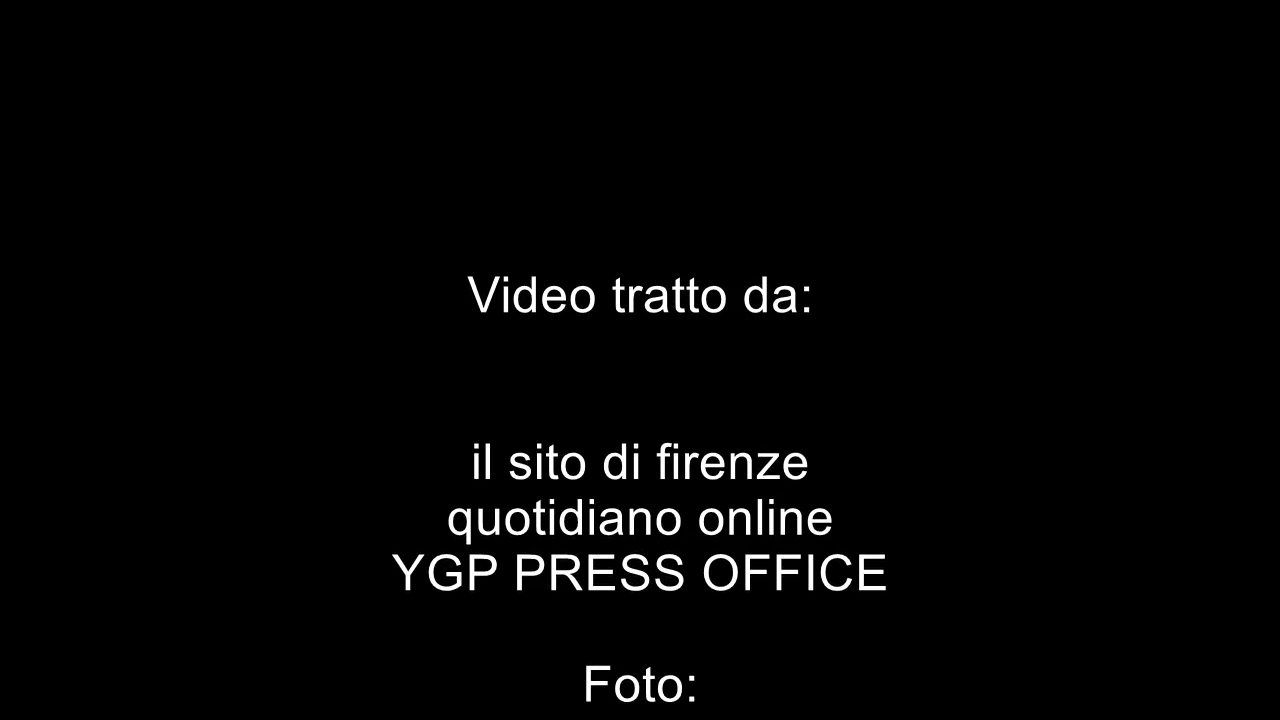 Video tratto da:
il sito di firenze
quotidiano online
YGP PRESS OFFICE
Foto: